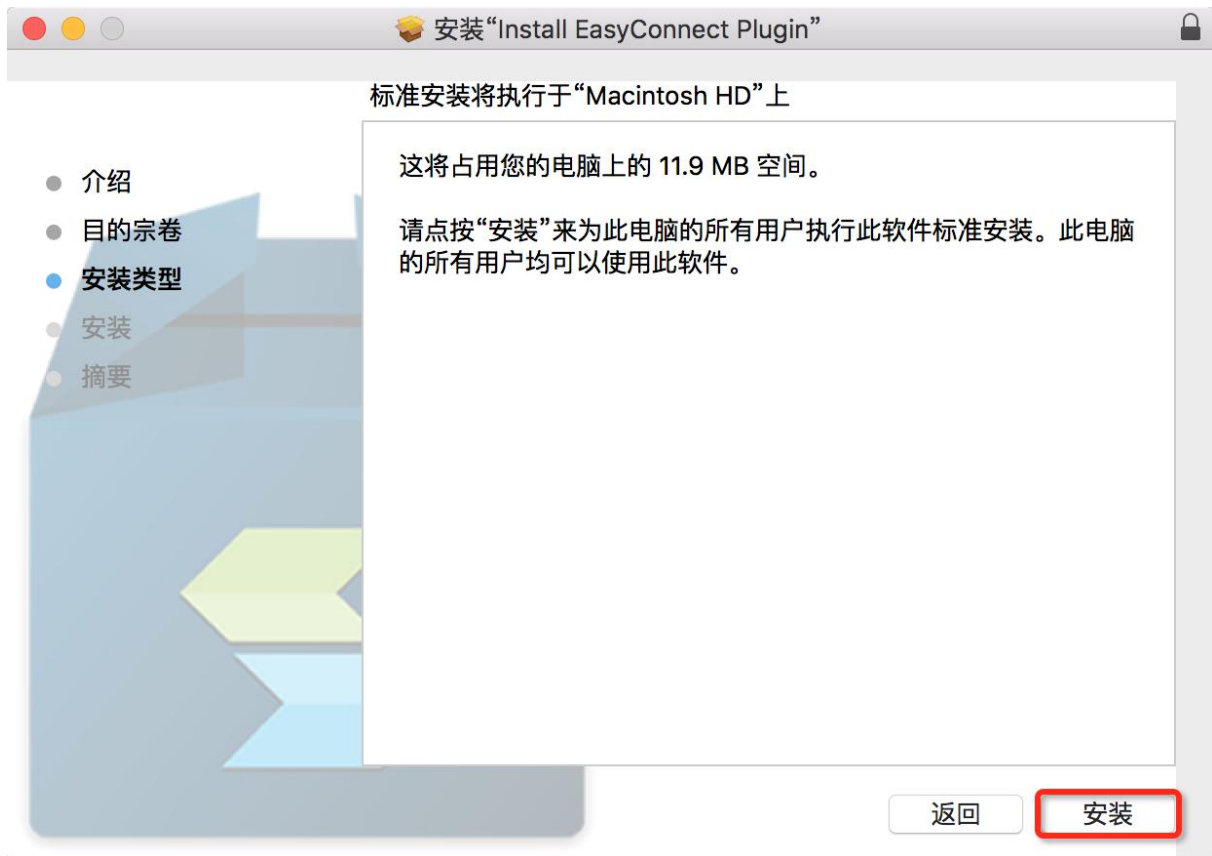 安装“Install EasyConnect Plugin”
标准安装将执行于“Macintosh HD”上
介绍
目的宗卷
安装类型
安装
摘要
这将占用您的电脑上的 11.9 MB 空间。
请点按“安装”来为此电脑的所有用户执行此软件标准安装。此电脑
的所有用户均可以使用此软件。
返回
安装